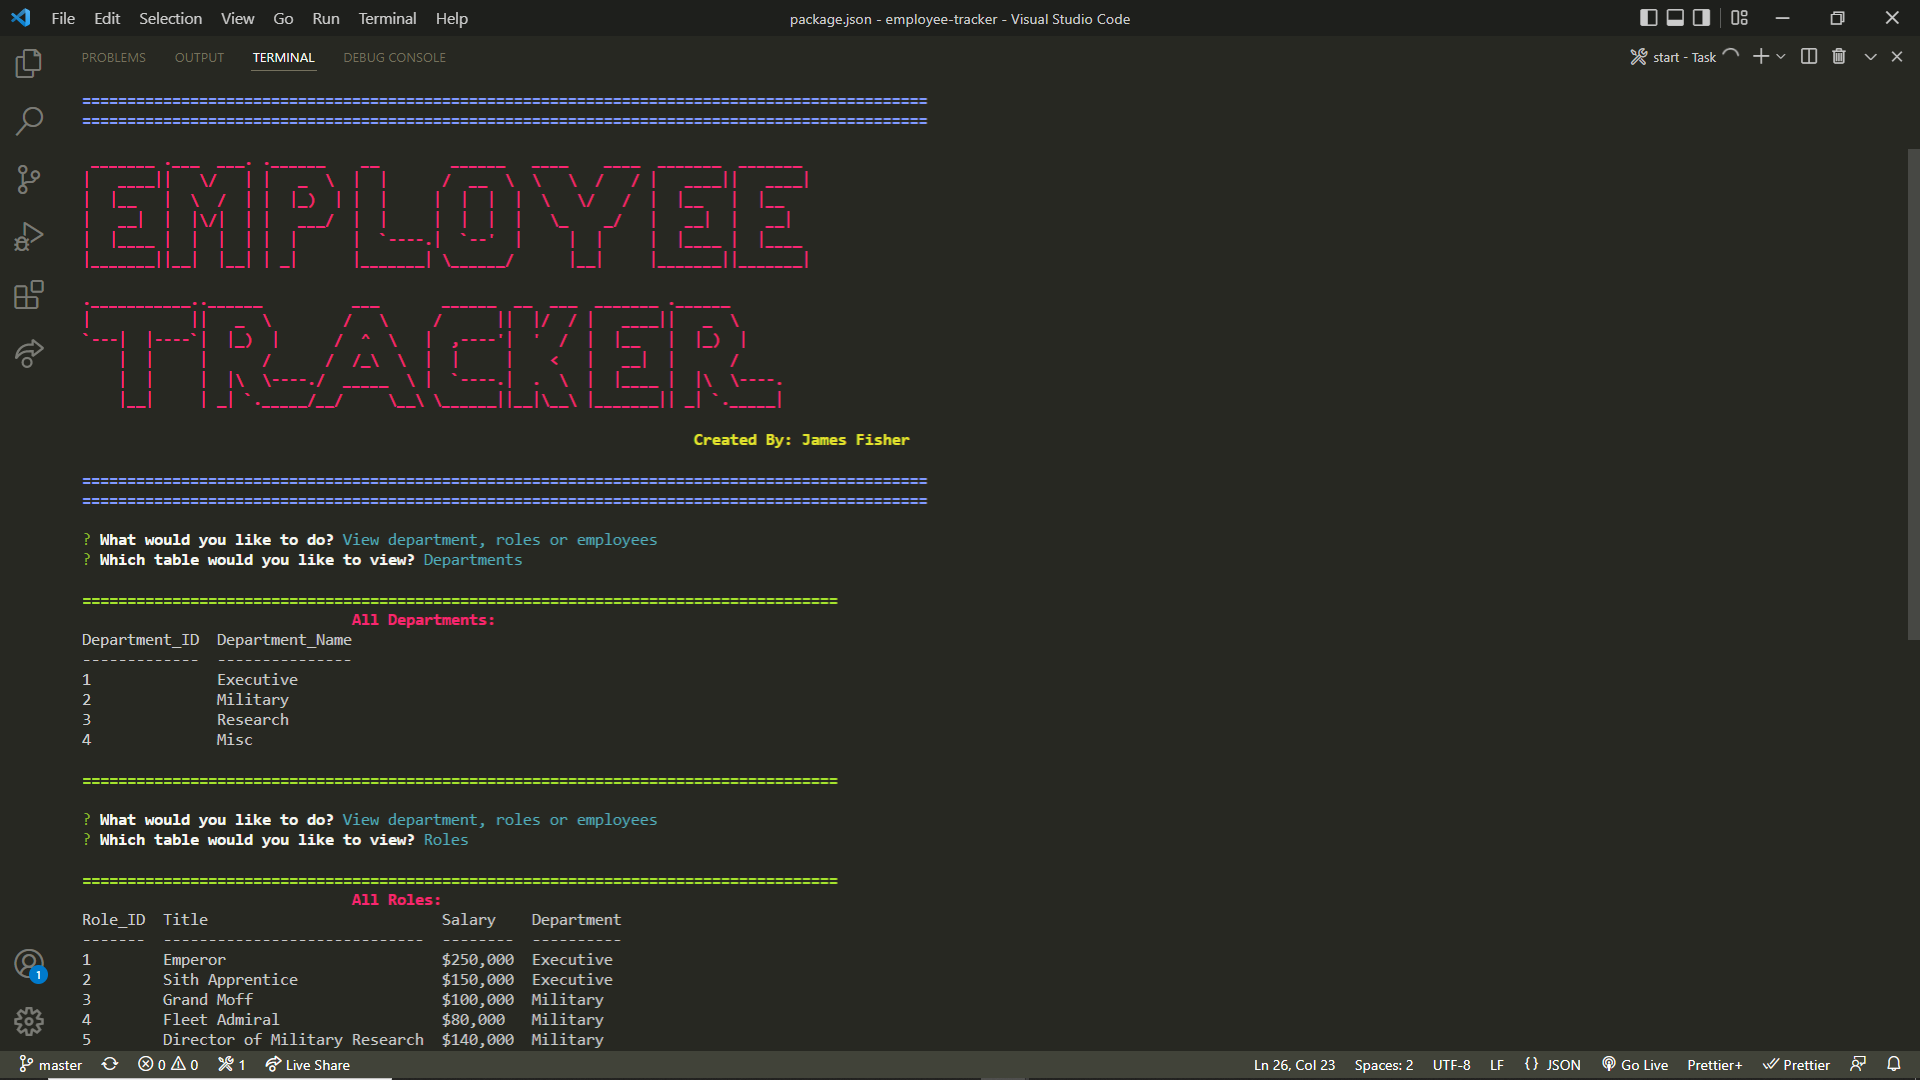 File Edit Selection View Go Run Terminal Help
package.json - employee-tracker - Visual Studio Code
PROBLEMS OUTPUT TERMINAL DEBUG CONSOLE
start - Task
==============================================================================================
==============================================================================================
EMPLOYEE
TRACKER
Created By: James Fisher
==============================================================================================
==============================================================================================
? What would you like to do? View department, roles or employees
? Which table would you like to view? Departments
====================================================================================
All Departments:
Department_ID  Department_Name
-------------  ---------------
1              Executive
2              Military
3              Research
4              Misc
====================================================================================
? What would you like to do? View department, roles or employees
? Which table would you like to view? Roles
====================================================================================
All Roles:
Role_ID  Title                          Salary    Department
-------  -----------------------------  --------  ----------
1        Emperor                        $250,000  Executive
2        Sith Apprentice                $150,000  Executive
3        Grand Moff                     $100,000  Military
4        Fleet Admiral                  $80,000   Military
5        Director of Military Research  $140,000  Military
1
master 0 0 1 Live Share
Ln 26, Col 23 Spaces: 2 UTF-8 LF {} JSON Go Live Prettier+ Prettier